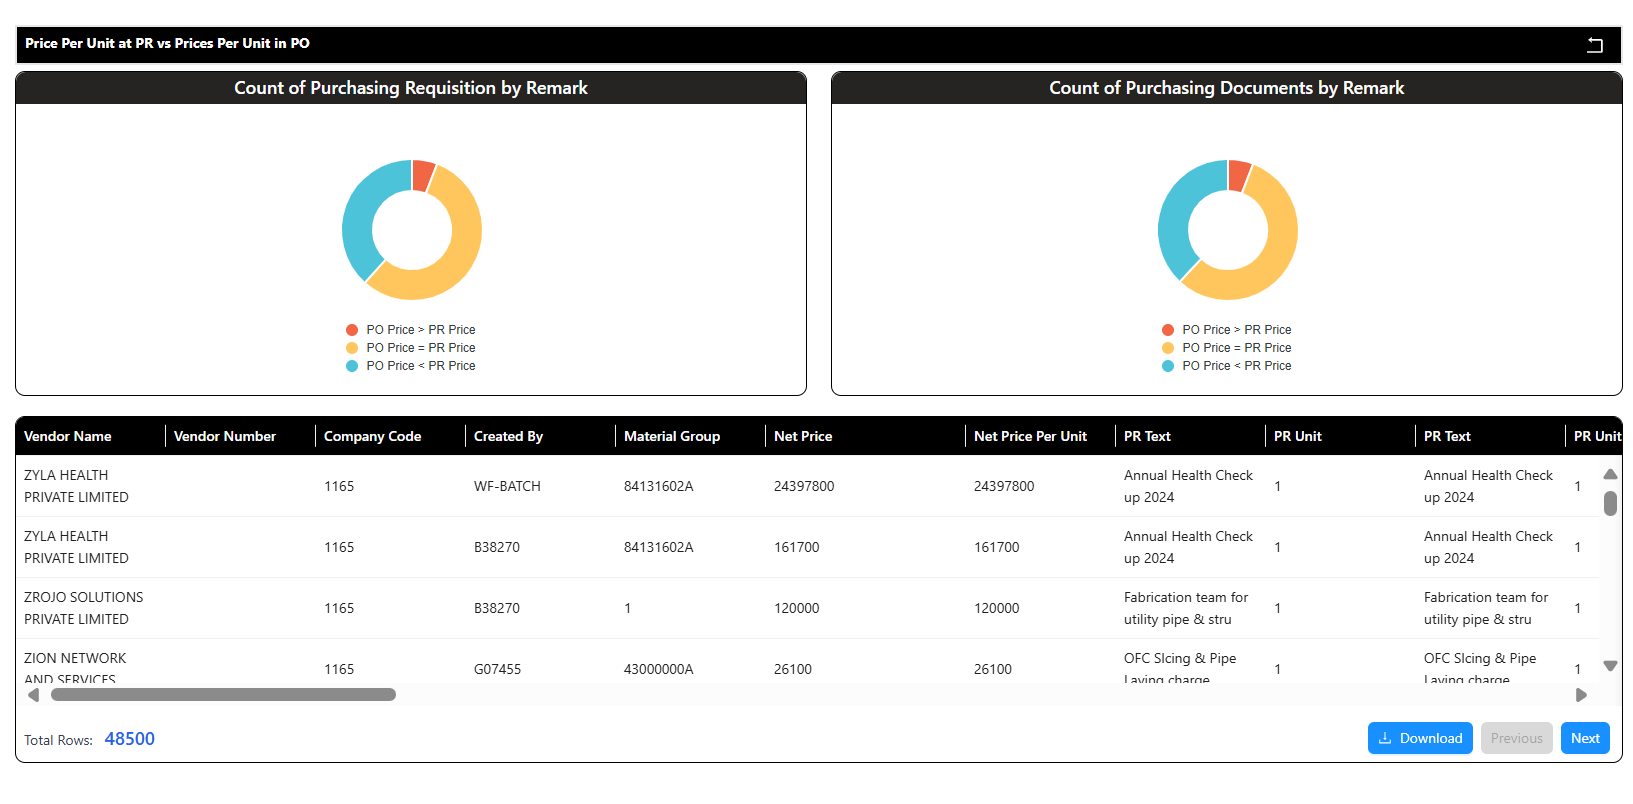 Price Per Unit at PR vs Prices Per Unit in PO
Count of Purchasing Requisition by Remark
PO Price > PR Price
PO Price = PR Price
PO Price < PR Price
Count of Purchasing Documents by Remark
PO Price > PR Price
PO Price = PR Price
PO Price < PR Price
Vendor Name Vendor Number Company Code Created By Material Group Net Price Net Price Per Unit PR Text PR Unit PR Text PR Unit
ZYLA HEALTH PRIVATE LIMITED 1165 WF-BATCH 84131602A 24397800 24397800 Annual Health Check up 2024 1 Annual Health Check up 2024 1
ZYLA HEALTH PRIVATE LIMITED 1165 B38270 84131602A 161700 161700 Annual Health Check up 2024 1 Annual Health Check up 2024 1
ZROJO SOLUTIONS PRIVATE LIMITED 1165 B38270 1 120000 120000 Fabrication team for utility pipe & stru 1 Fabrication team for utility pipe & stru 1
ZION NETWORK AND SERVICES 1165 G07455 43000000A 26100 26100 OFC Slcing & Pipe Laying charge 1 OFC Slcing & Pipe Laying charge 1
Total Rows: 48500
Download Previous Next